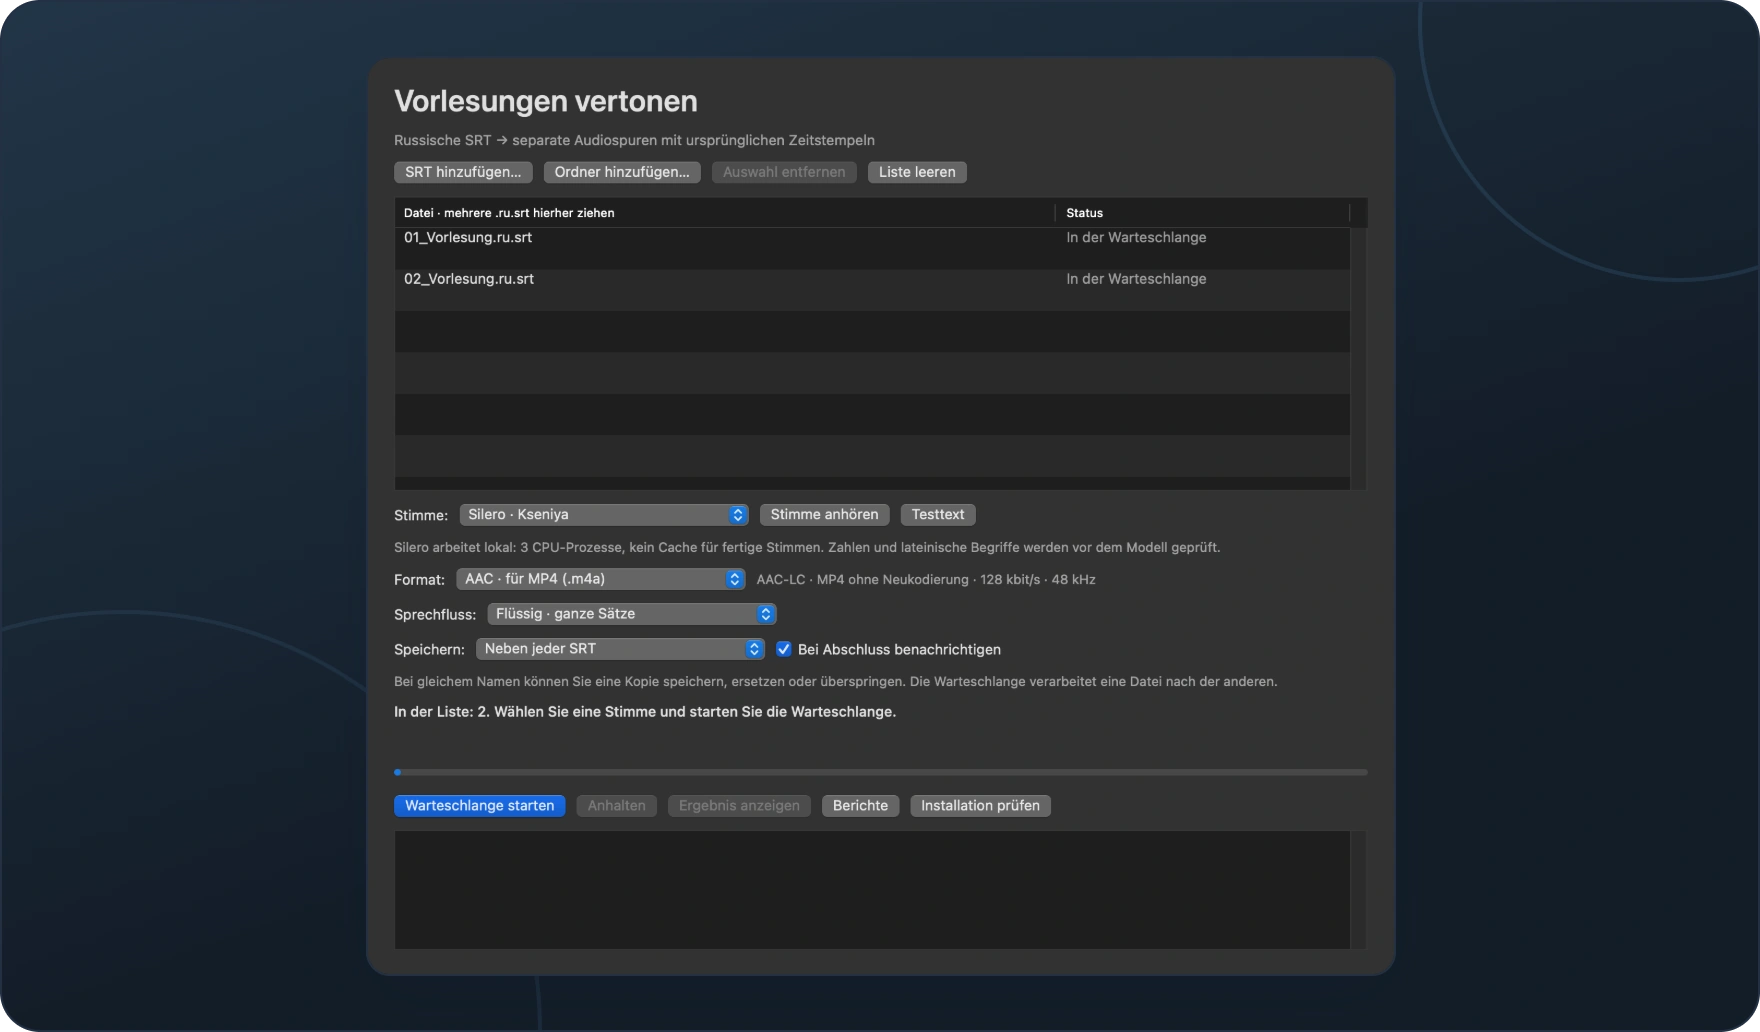 Vorlesungen vertonen
Russische SRT → separate Audiospuren mit ursprünglichen Zeitstempeln
SRT hinzufügen... Ordner hinzufügen... Auswahl entfernen Liste leeren
Datei · mehrere .ru.srt hierher ziehen Status
01_Vorlesung.ru.srt In der Warteschlange
02_Vorlesung.ru.srt In der Warteschlange
Stimme: Silero · Kseniya Stimme anhören Testtext
Silero arbeitet lokal: 3 CPU-Prozesse, kein Cache für fertige Stimmen. Zahlen und lateinische Begriffe werden vor dem Modell geprüft.
Format: AAC · für MP4 (.m4a) AAC-LC · MP4 ohne Neukodierung · 128 kbit/s · 48 kHz
Sprechfluss: Flüssig · ganze Sätze
Speichern: Neben jeder SRT Bei Abschluss benachrichtigen
Bei gleichem Namen können Sie eine Kopie speichern, ersetzen oder überspringen. Die Warteschlange verarbeitet eine Datei nach der anderen.
In der Liste: 2. Wählen Sie eine Stimme und starten Sie die Warteschlange.
Warteschlange starten Anhalten Ergebnis anzeigen Berichte Installation prüfen